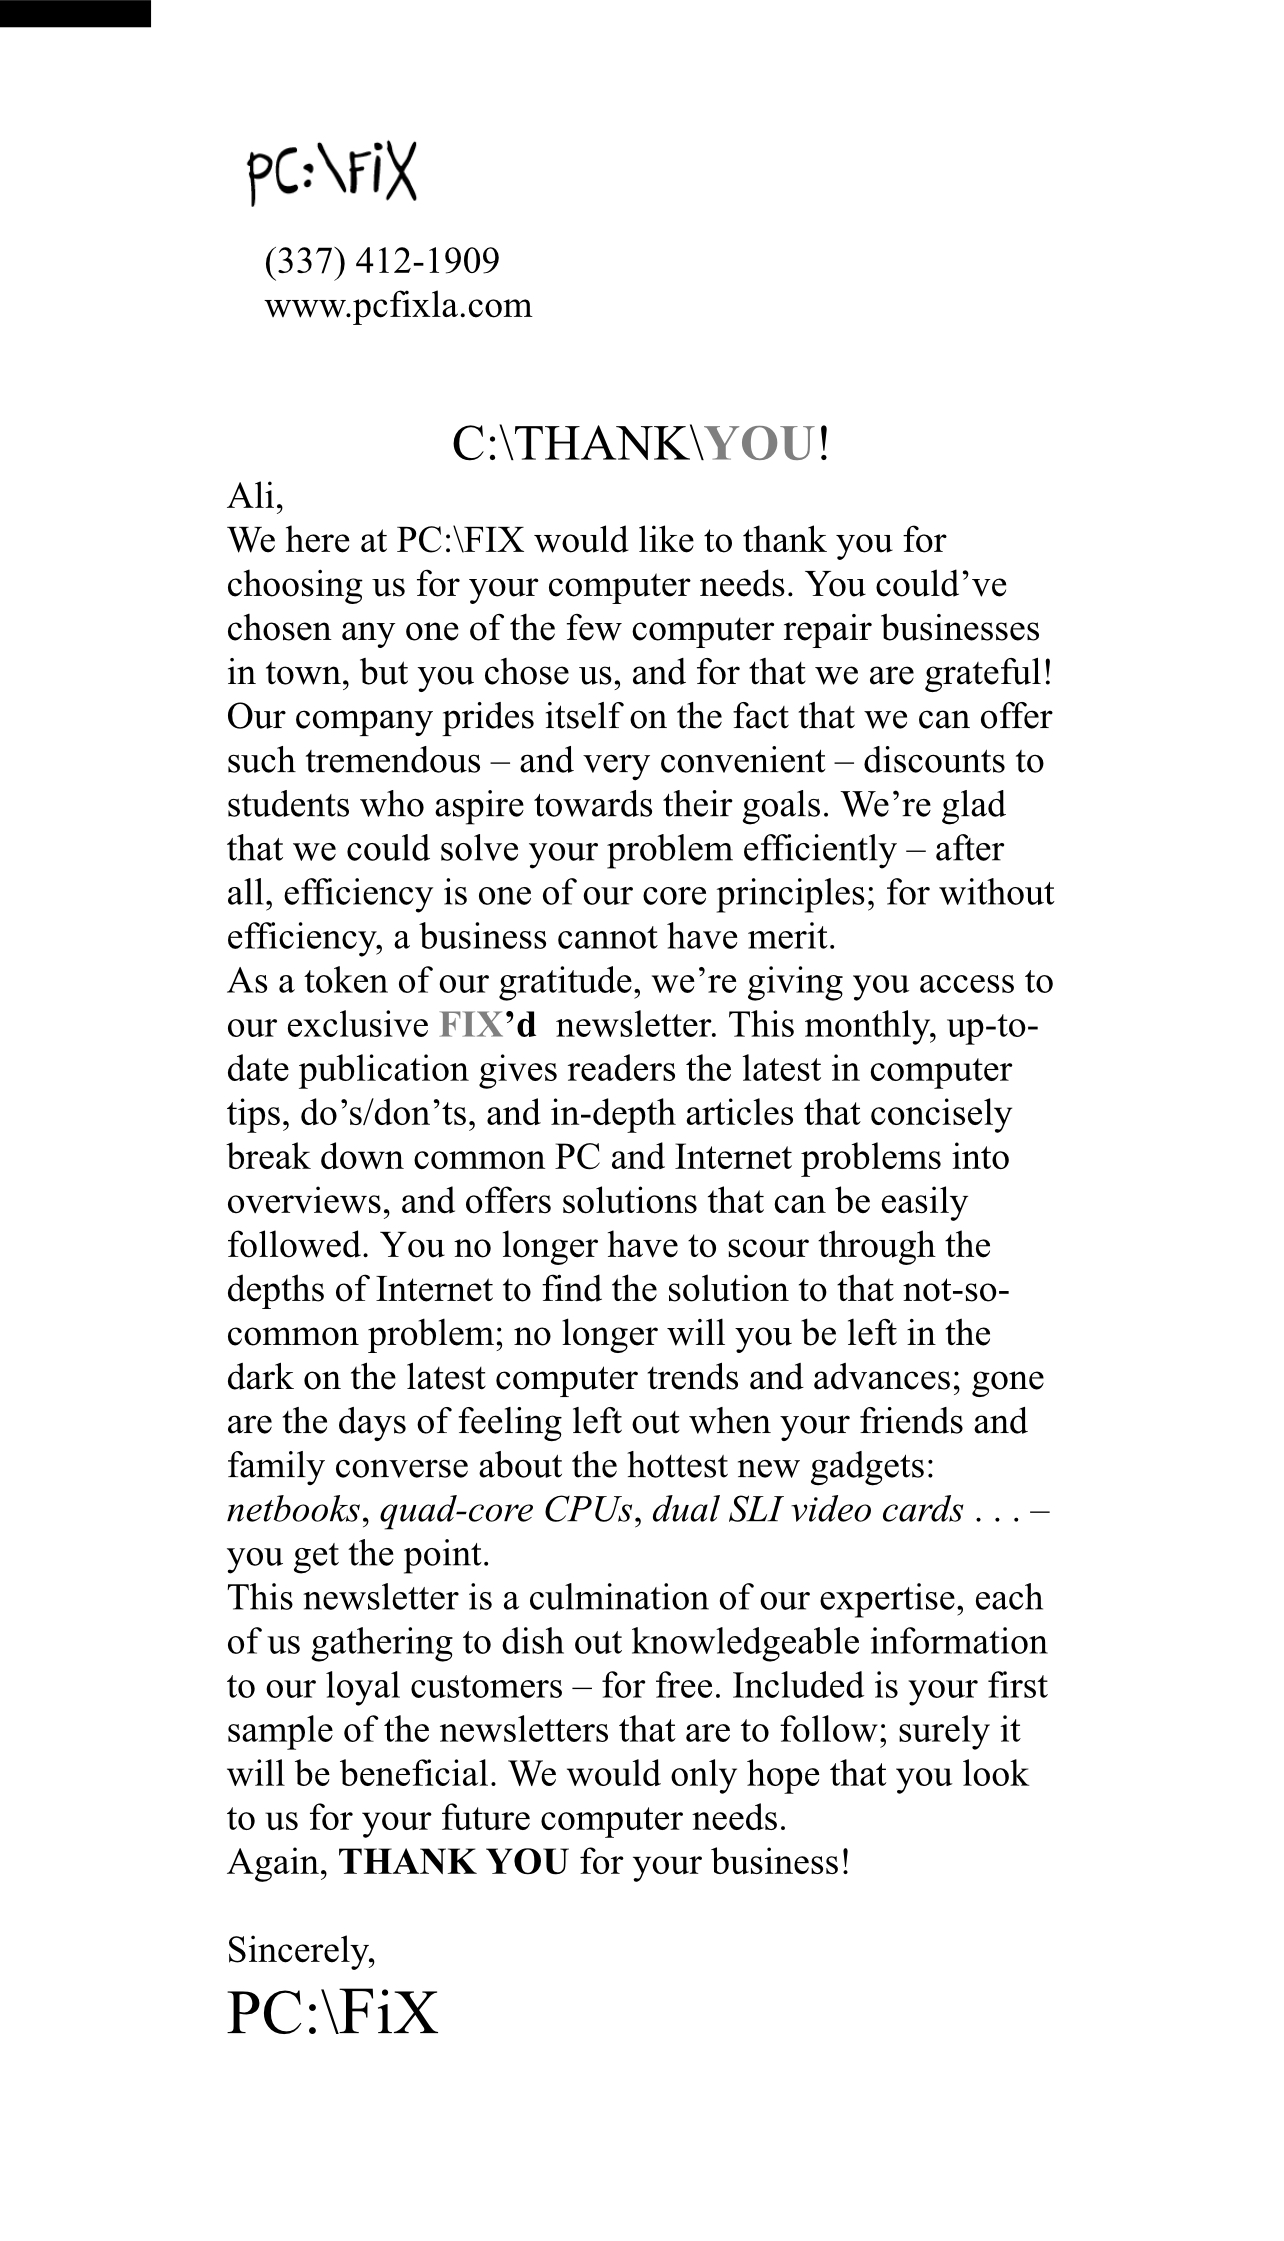 PC:\FiX
(337) 412-1909
www.pcfixla.com
C:\THANK\YOU!
Ali,
We here at PC:\FIX would like to thank you for
choosing us for your computer needs. You could’ve
chosen any one of the few computer repair businesses
in town, but you chose us, and for that we are grateful!
Our company prides itself on the fact that we can offer
such tremendous – and very convenient – discounts to
students who aspire towards their goals. We’re glad
that we could solve your problem efficiently – after
all, efficiency is one of our core principles; for without
efficiency, a business cannot have merit.
As a token of our gratitude, we’re giving you access to
our exclusive FIX’d  newsletter. This monthly, up-to-
date publication gives readers the latest in computer
tips, do’s/don’ts, and in-depth articles that concisely
break down common PC and Internet problems into
overviews, and offers solutions that can be easily
followed. You no longer have to scour through the
depths of Internet to find the solution to that not-so-
common problem; no longer will you be left in the
dark on the latest computer trends and advances; gone
are the days of feeling left out when your friends and
family converse about the hottest new gadgets:
netbooks, quad-core CPUs, dual SLI video cards . . . –
you get the point.
This newsletter is a culmination of our expertise, each
of us gathering to dish out knowledgeable information
to our loyal customers – for free. Included is your first
sample of the newsletters that are to follow; surely it
will be beneficial. We would only hope that you look
to us for your future computer needs.
Again, THANK YOU for your business!
Sincerely,
PC:\FiX